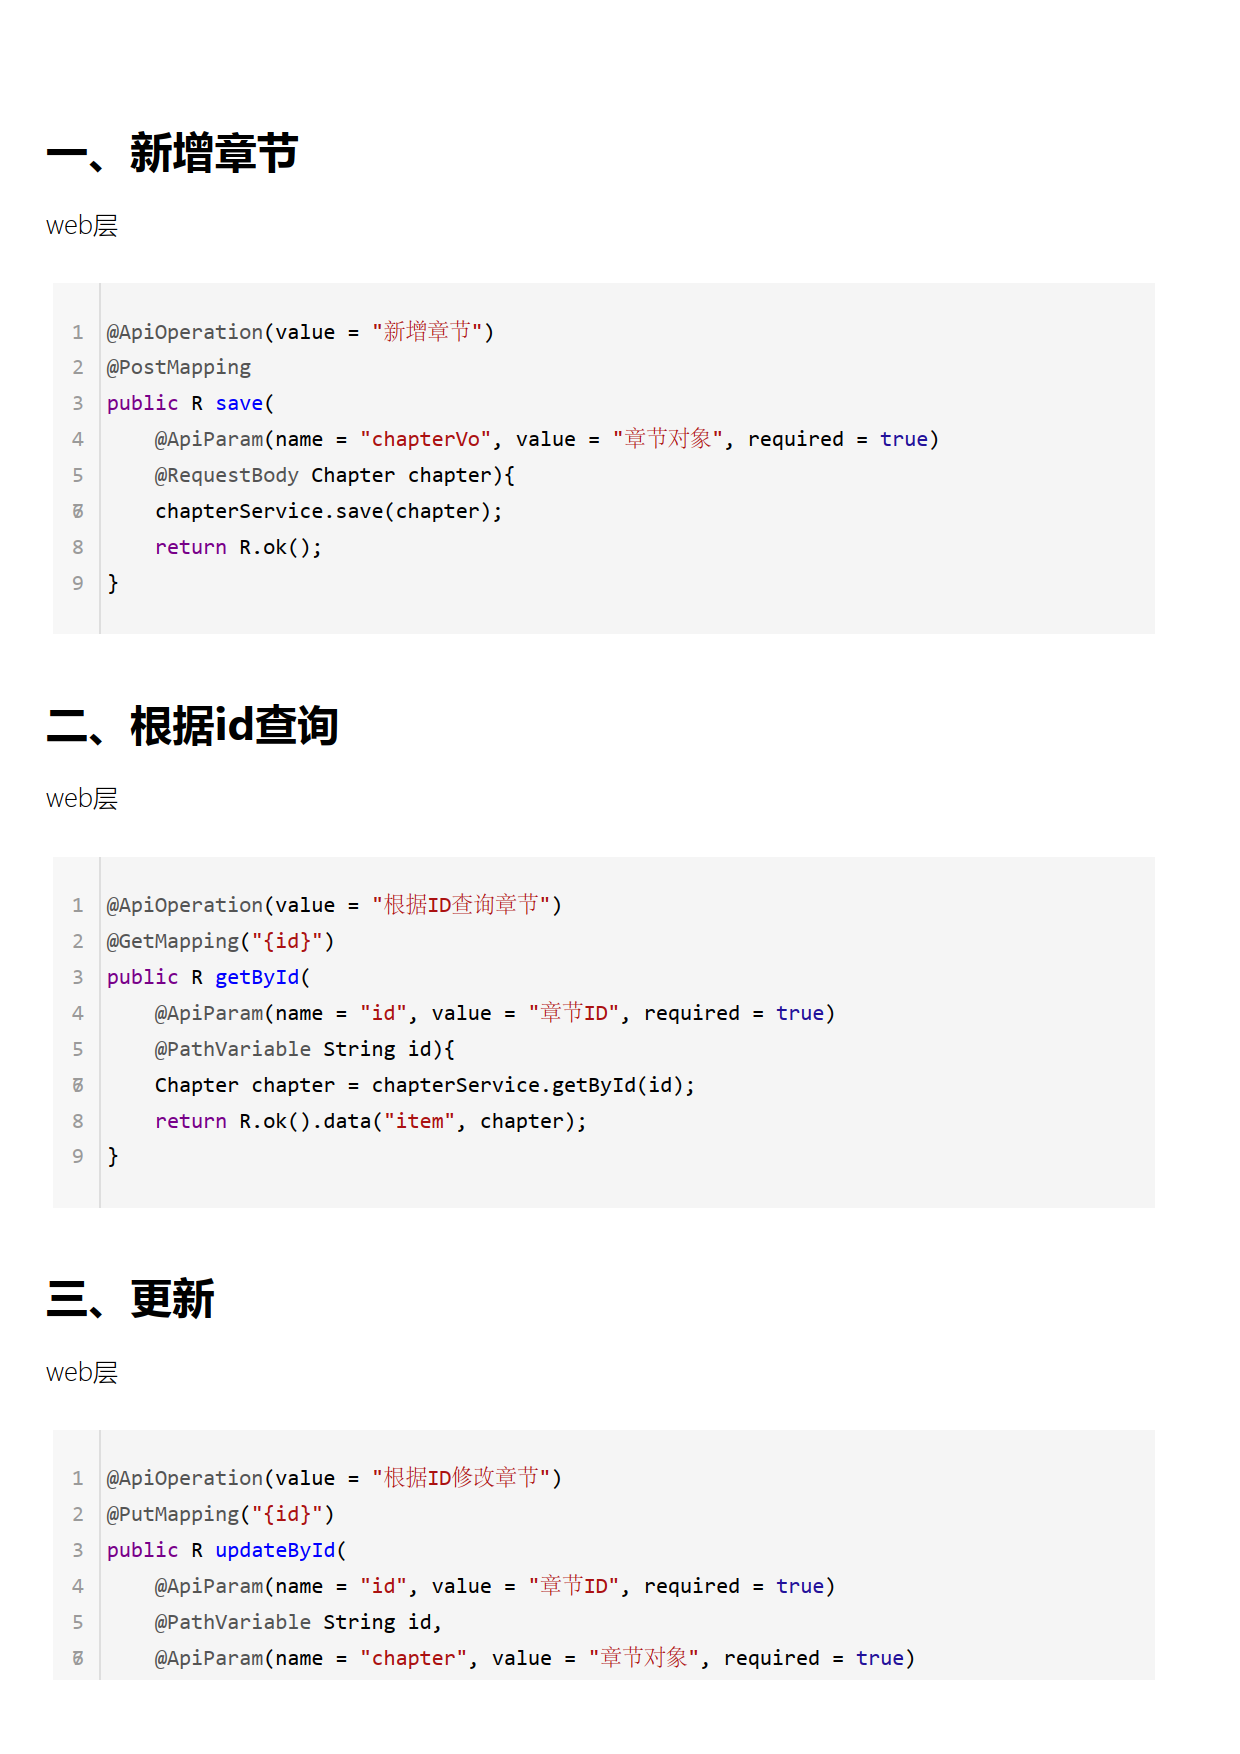 一、新增章节
web层
1 @ApiOperation(value = "新增章节")
2 @PostMapping
3 public R save(
4     @ApiParam(name = "chapterVo", value = "章节对象", required = true)
5     @RequestBody Chapter chapter){
    chapterService.save(chapter);
8     return R.ok();
9 }
二、根据id查询
web层
1 @ApiOperation(value = "根据ID查询章节")
2 @GetMapping("{id}")
3 public R getById(
4     @ApiParam(name = "id", value = "章节ID", required = true)
5     @PathVariable String id){
    Chapter chapter = chapterService.getById(id);
8     return R.ok().data("item", chapter);
9 }
三、更新
web层
1 @ApiOperation(value = "根据ID修改章节")
2 @PutMapping("{id}")
3 public R updateById(
4     @ApiParam(name = "id", value = "章节ID", required = true)
5     @PathVariable String id,
    @ApiParam(name = "chapter", value = "章节对象", required = true)